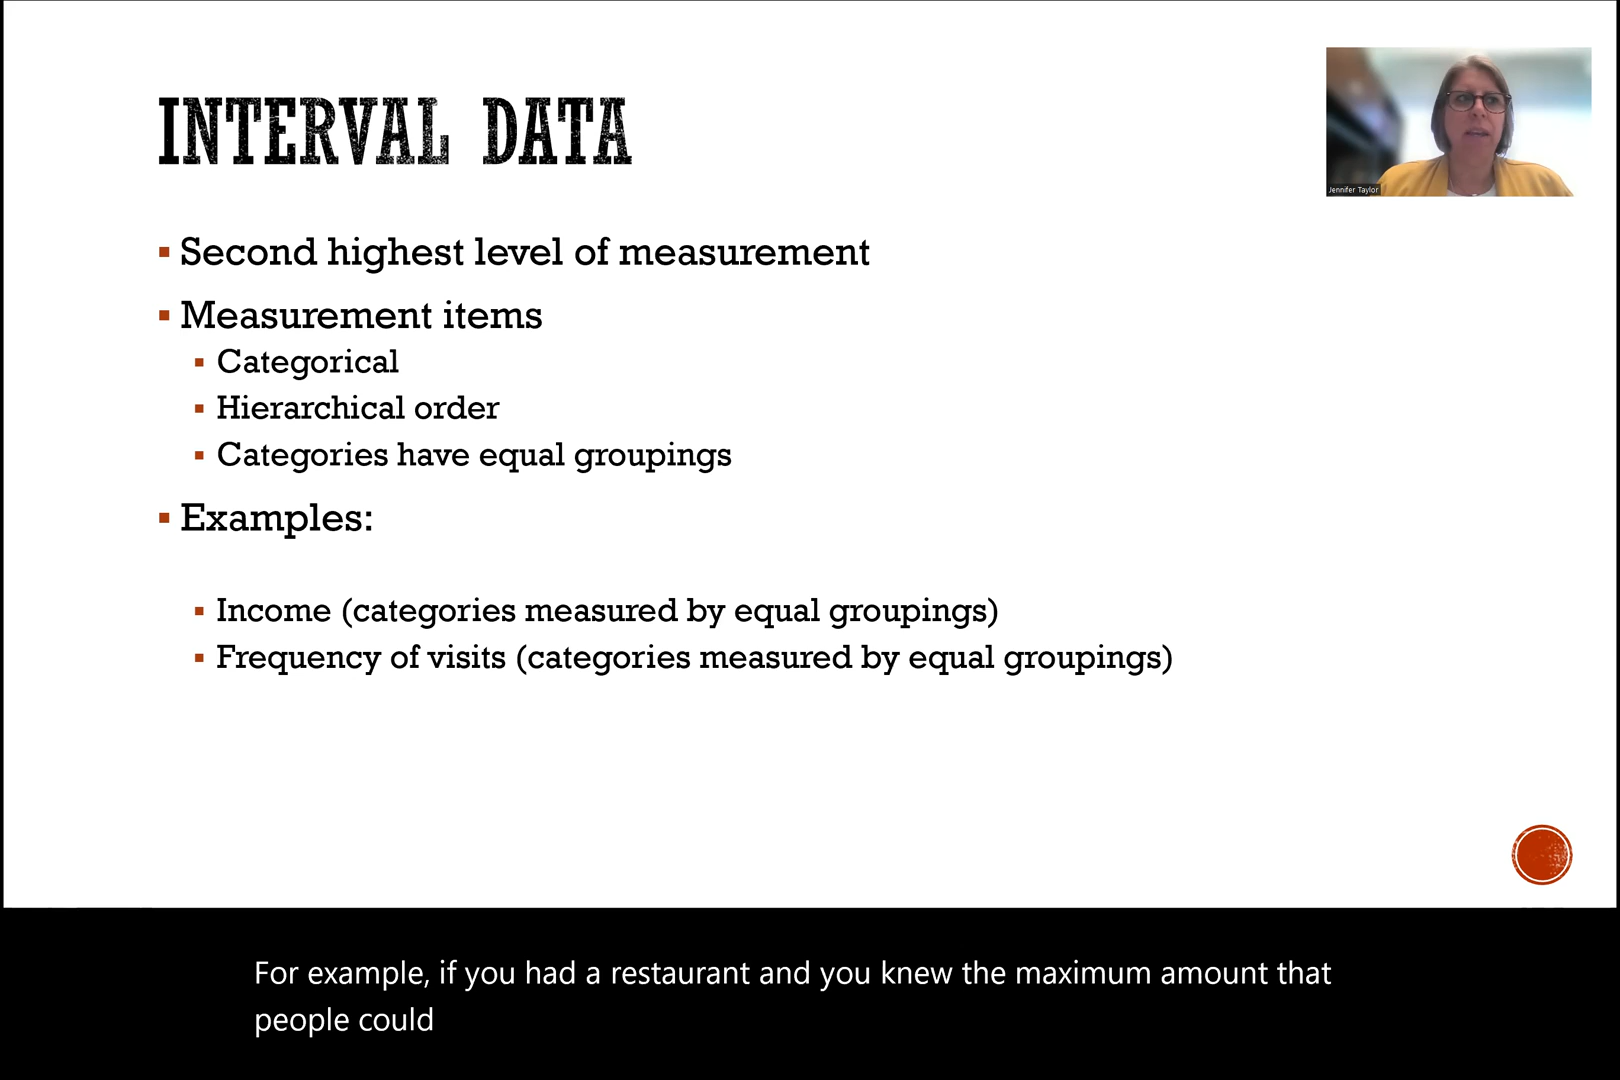 INTERVAL DATA
Jennifer Taylor
Second highest level of measurement
Measurement items
Categorical
Hierarchical order
Categories have equal groupings
Examples:
Income (categories measured by equal groupings)
Frequency of visits (categories measured by equal groupings)
For example, if you had a restaurant and you knew the maximum amount that
people could